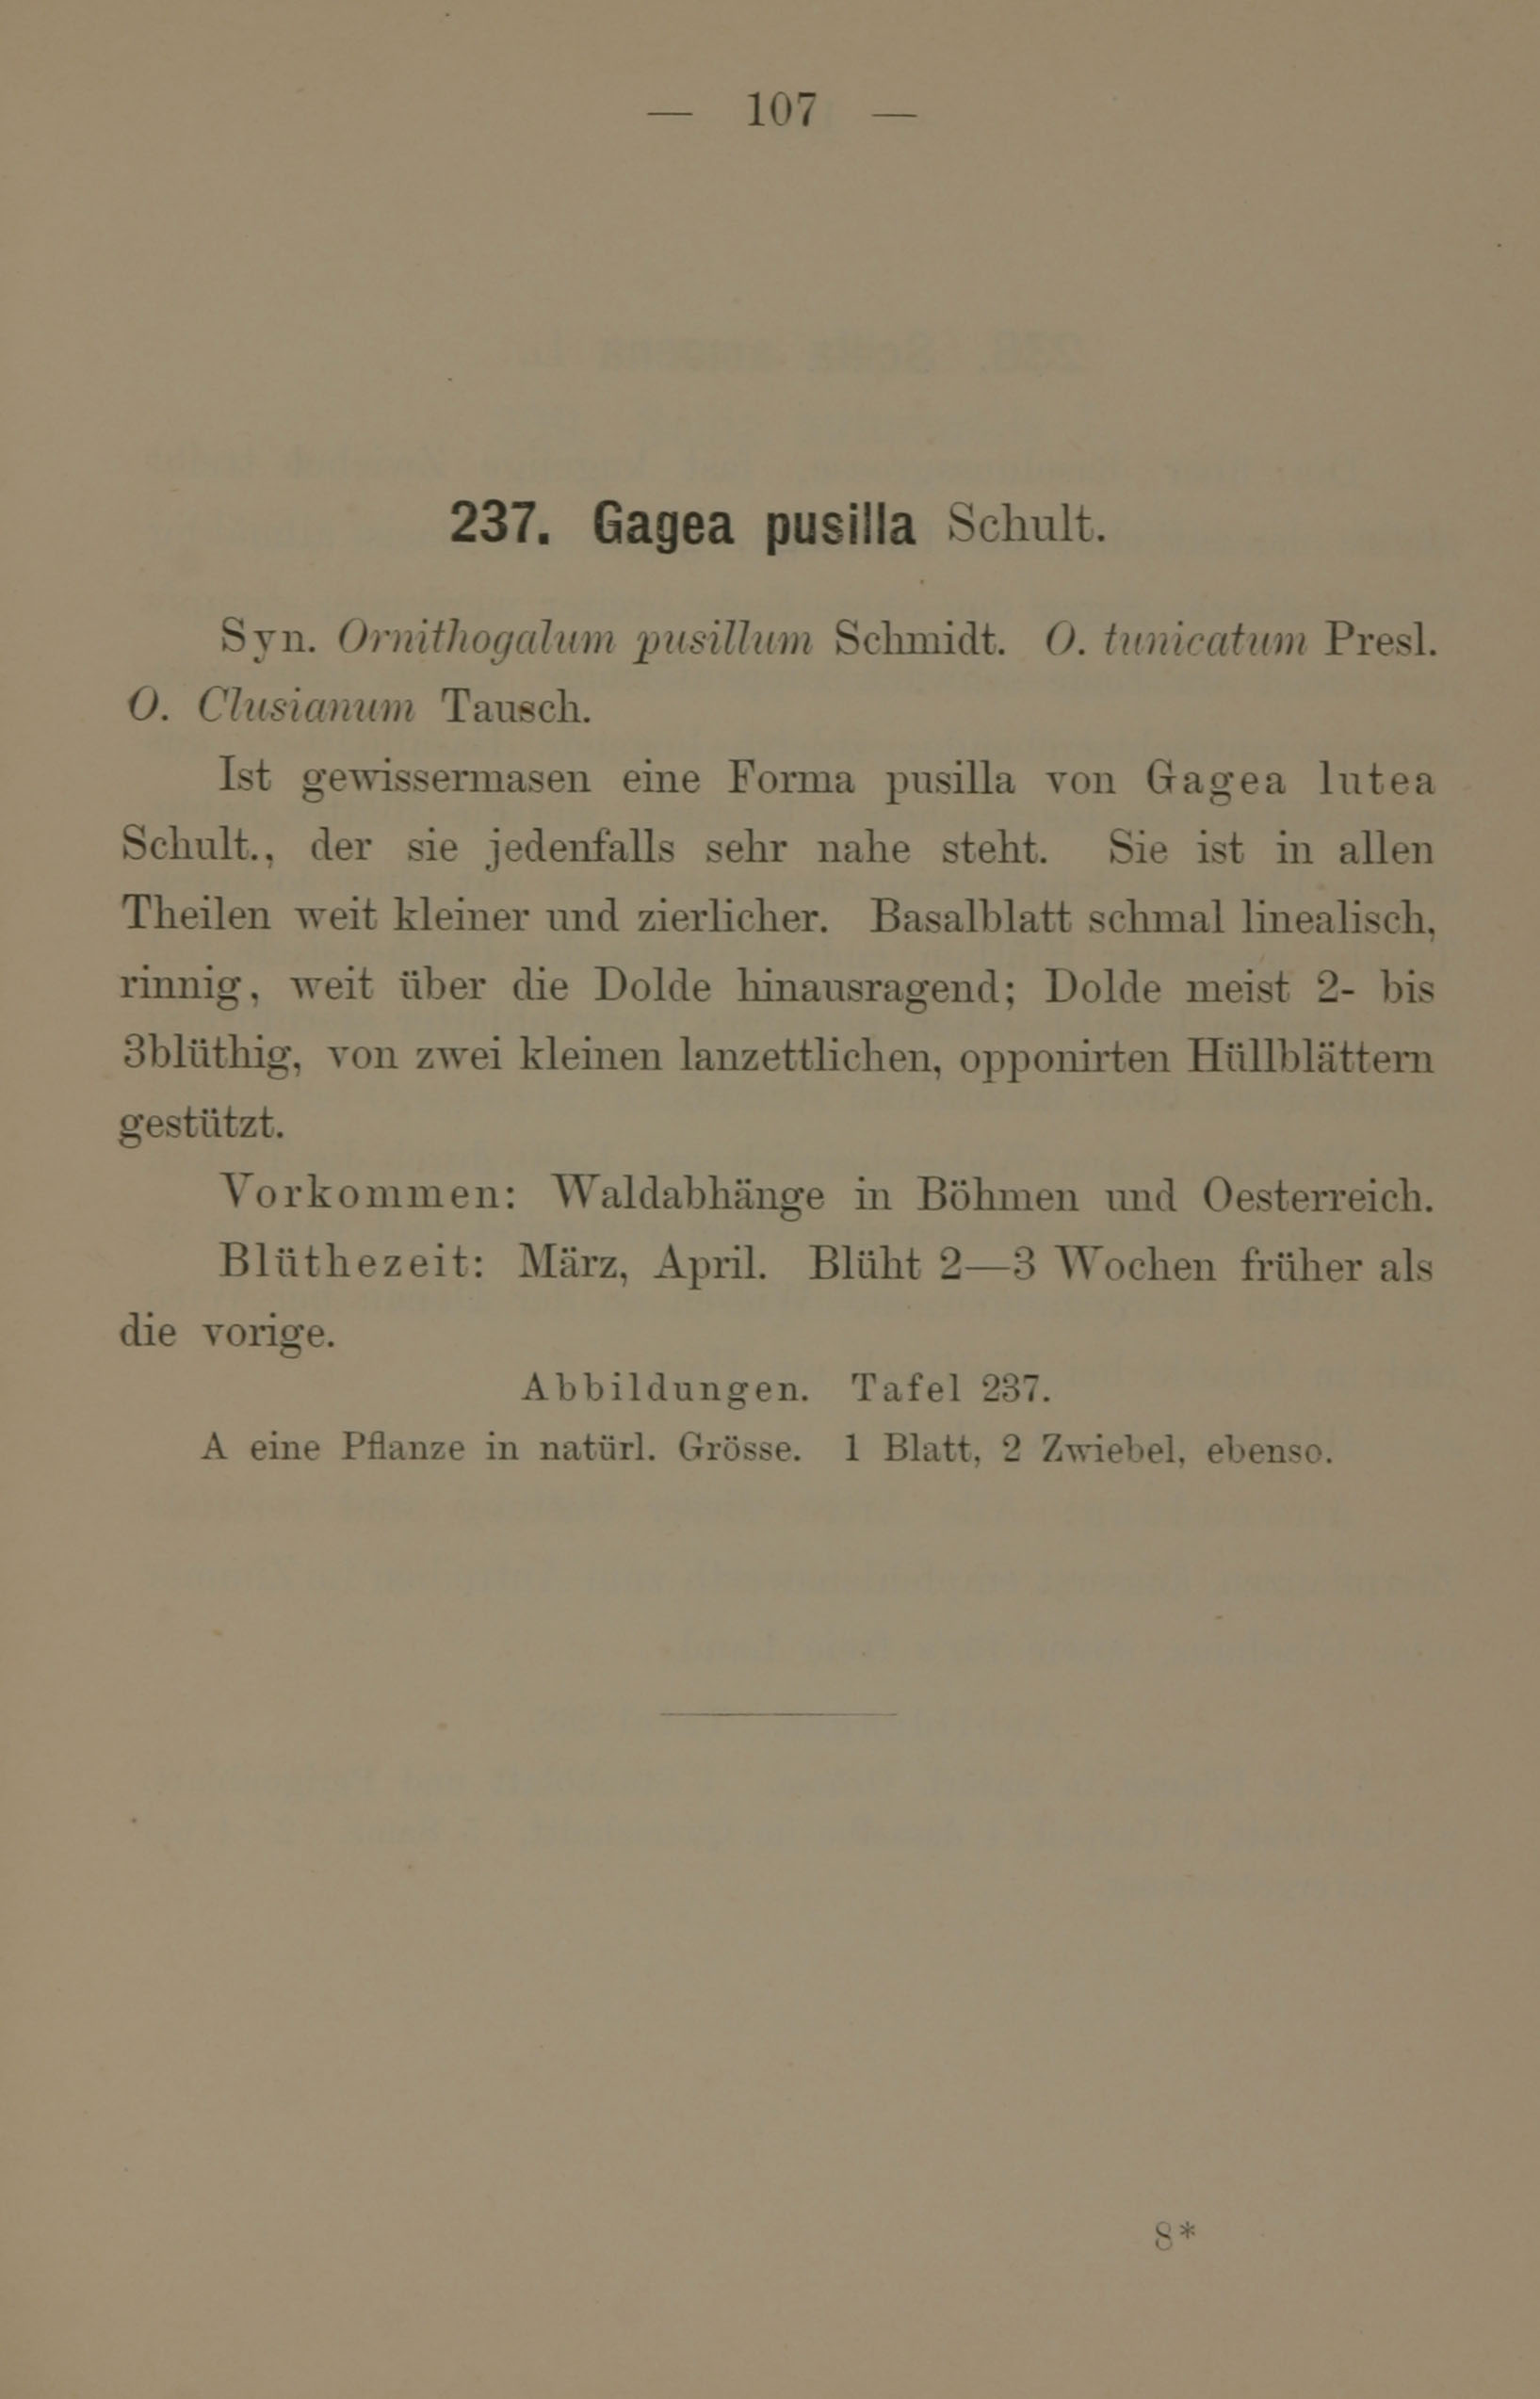 — 107 —
237. Gagea pusilla Schult.
Syn. Ornithogalum pusillum Schmidt. O. tunicatum Presl.
O. Clusianum Tausch.
Ist gewissermasen eine Forma pusilla von Gagea lutea
Schult., der sie jedenfalls sehr nahe steht. Sie ist in allen
Theilen weit kleiner und zierlicher. Basalblatt schmal linealisch,
rinnig, weit über die Dolde hinausragend; Dolde meist 2- bis
3blüthig, von zwei kleinen lanzettlichen, opponirten Hüllblättern
gestützt.
Vorkommen: Waldabhänge in Böhmen und Oesterreich.
Blüthezeit: März, April. Blüht 2—3 Wochen früher als
die vorige.
Abbildungen. Tafel 237.
A eine Pflanze in natürl. Grösse. 1 Blatt, 2 Zwiebel, ebenso.
8*